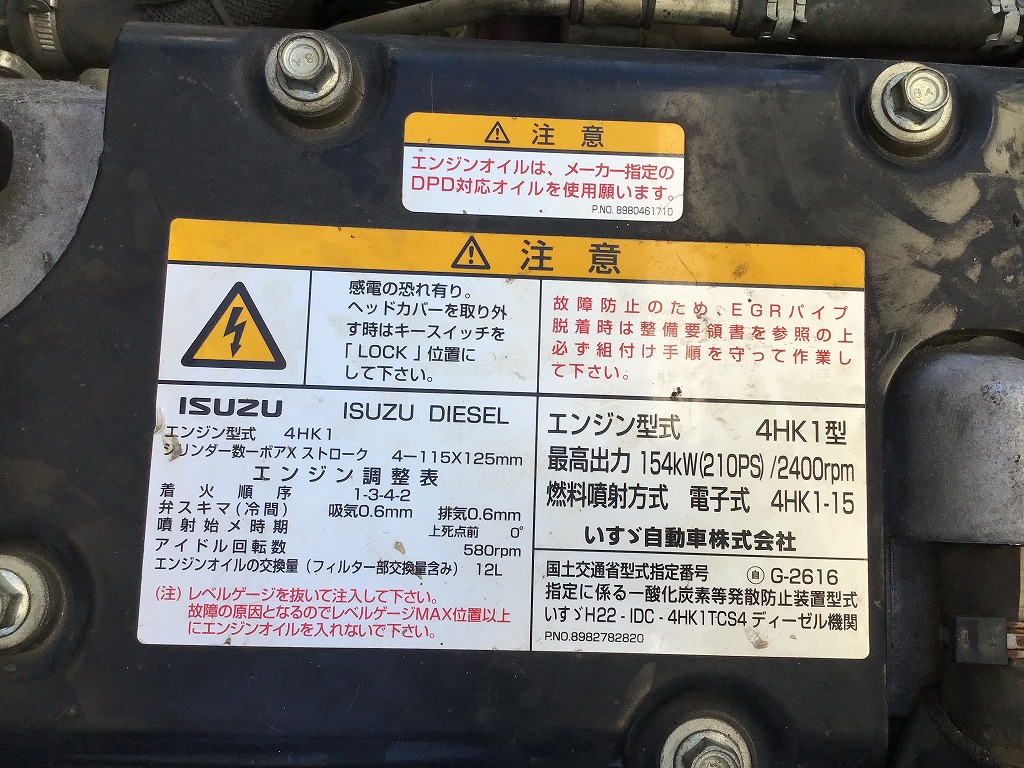 注意
エンジンオイルは、メーカー指定の
DPD対応オイルを使用願います。
P.NO. 8980461710
注意
感電の恐れ有り。
ヘッドカバーを取り外
す時はキースイッチを
「LOCK」位置に
して下さい。
故障防止のため、EGRパイプ
脱着時は整備要領書を参照の上
必ず組付け手順を守って作業し
て下さい。
ISUZU ISUZU DIESEL
エンジン型式 4HK1
シリンダー数ーボアX ストローク 4-115X125mm
エンジン調整表
着火順序 1-3-4-2
弁スキマ(冷間) 吸気0.6mm 排気0.6mm
噴射始メ時期 上死点前 0°
アイドル回転数 580rpm
エンジンオイルの交換量(フィルター部交換量含み) 12L
(注) レベルゲージを抜いて注入して下さい。
故障の原因となるのでレベルゲージMAX位置以上
にエンジンオイルを入れないで下さい。
エンジン型式 4HK1型
最高出力 154kW(210PS)/2400rpm
燃料噴射方式 電子式 4HK1-15
いすゞ自動車株式会社
国土交通省型式指定番号 ㊐ G-2616
指定に係る一酸化炭素等発散防止装置型式
いすゞH22-IDC-4HK1TCS4 ディーゼル機関
P.NO.8982782820